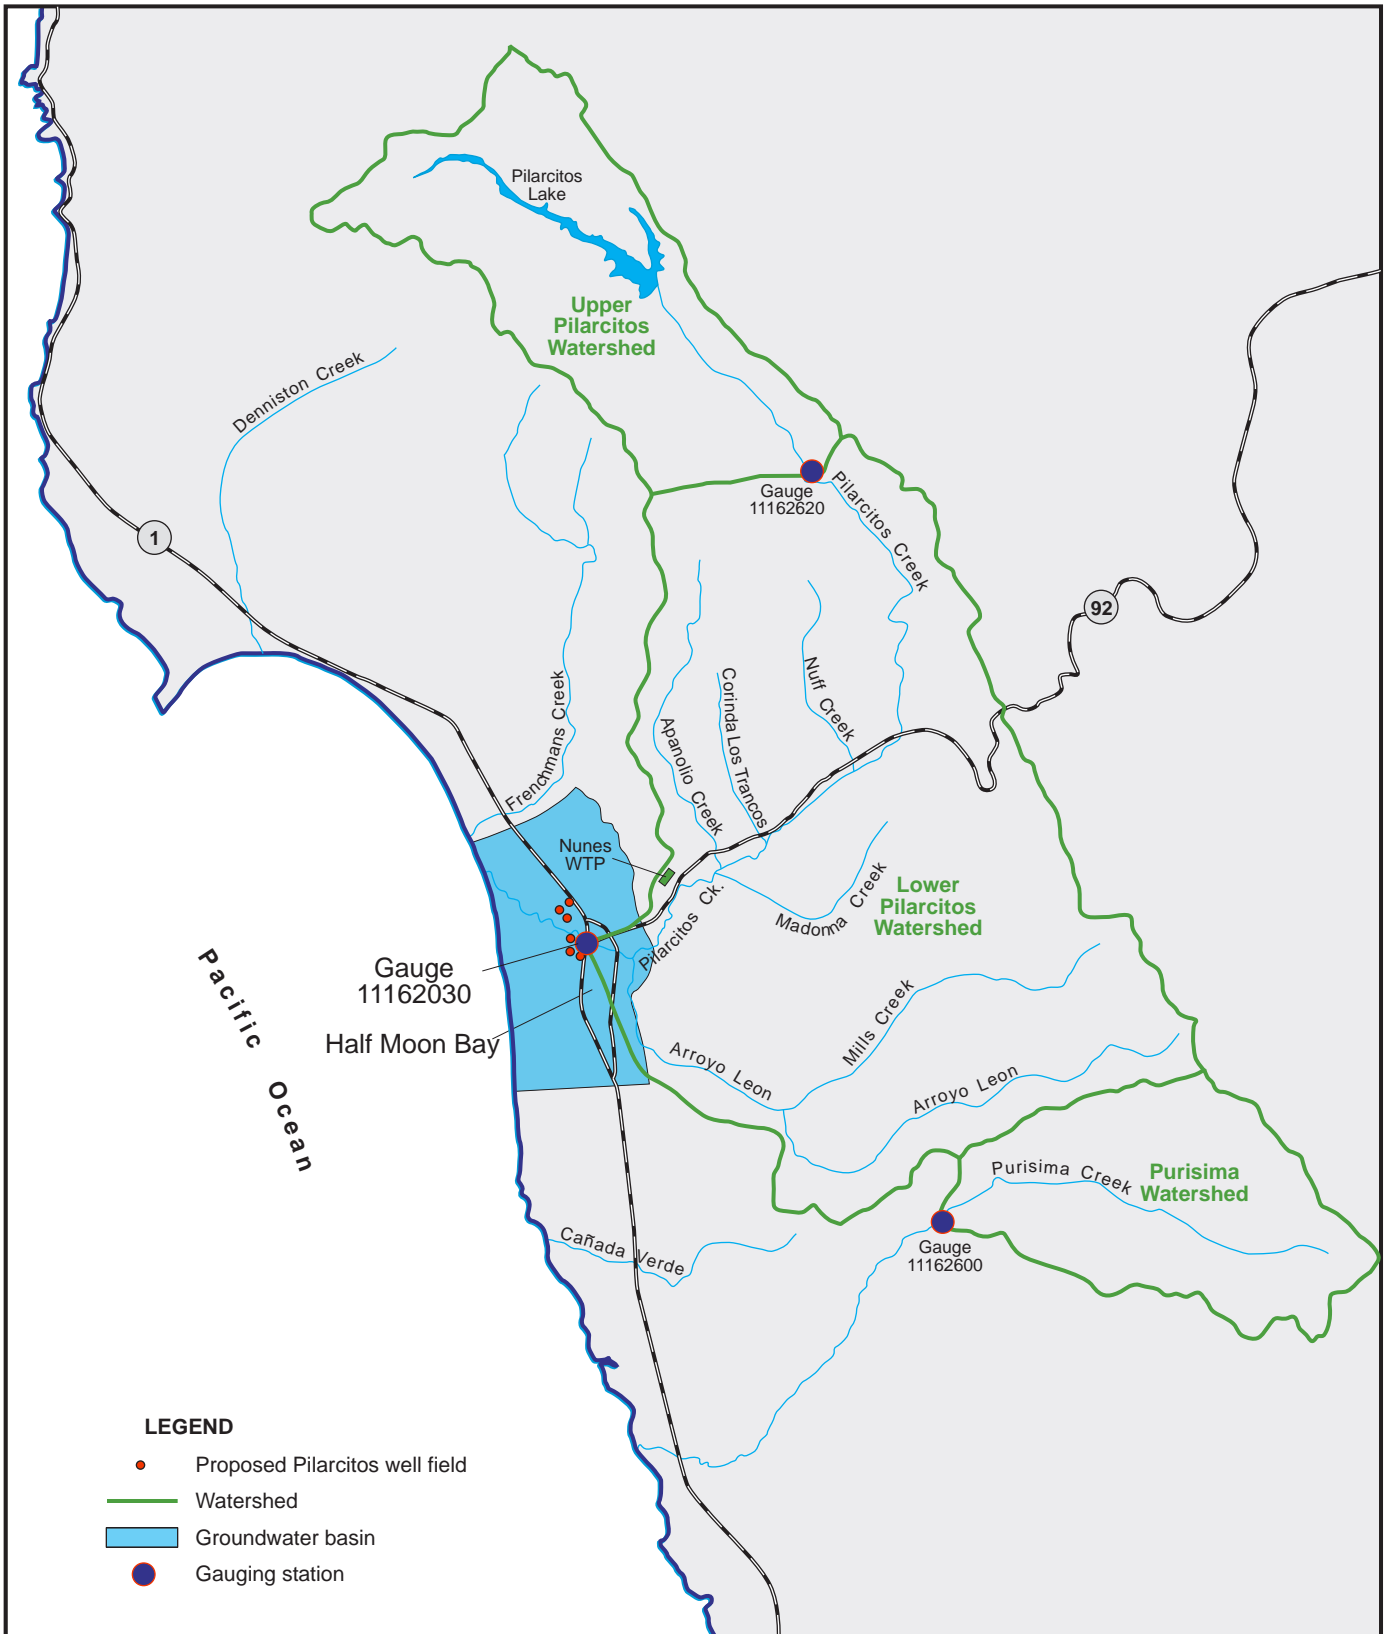 Pilarcitos
Lake
Upper
Pilarcitos
Watershed
Denniston Creek
Gauge
11162620
Pilarcitos Creek
1
92
Frenchmans Creek
Apanolio Creek
Corinda Los Trancos
Nuff Creek
Nunes
WTP
Pilarcitos Ck.
Madonna Creek
Lower
Pilarcitos
Watershed
Gauge
11162030
Half Moon Bay
Pacific Ocean
Mills Creek
Arroyo Leon
Arroyo Leon
Purisima Creek
Purisima
Watershed
Gauge
11162600
Cañada Verde
LEGEND
Proposed Pilarcitos well field
Watershed
Groundwater basin
Gauging station